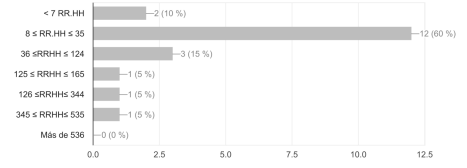 < 7 RR.HH
2 (10 %)
8 ≤ RR.HH ≤ 35
12 (60 %)
36 ≤RRHH ≤ 124
3 (15 %)
125 ≤ RRHH ≤ 165
1 (5 %)
126 ≤RRHH≤ 344
1 (5 %)
345 ≤ RRHH≤ 535
1 (5 %)
Más de 536
0 (0 %)
0.0 2.5 5.0 7.5 10.0 12.5